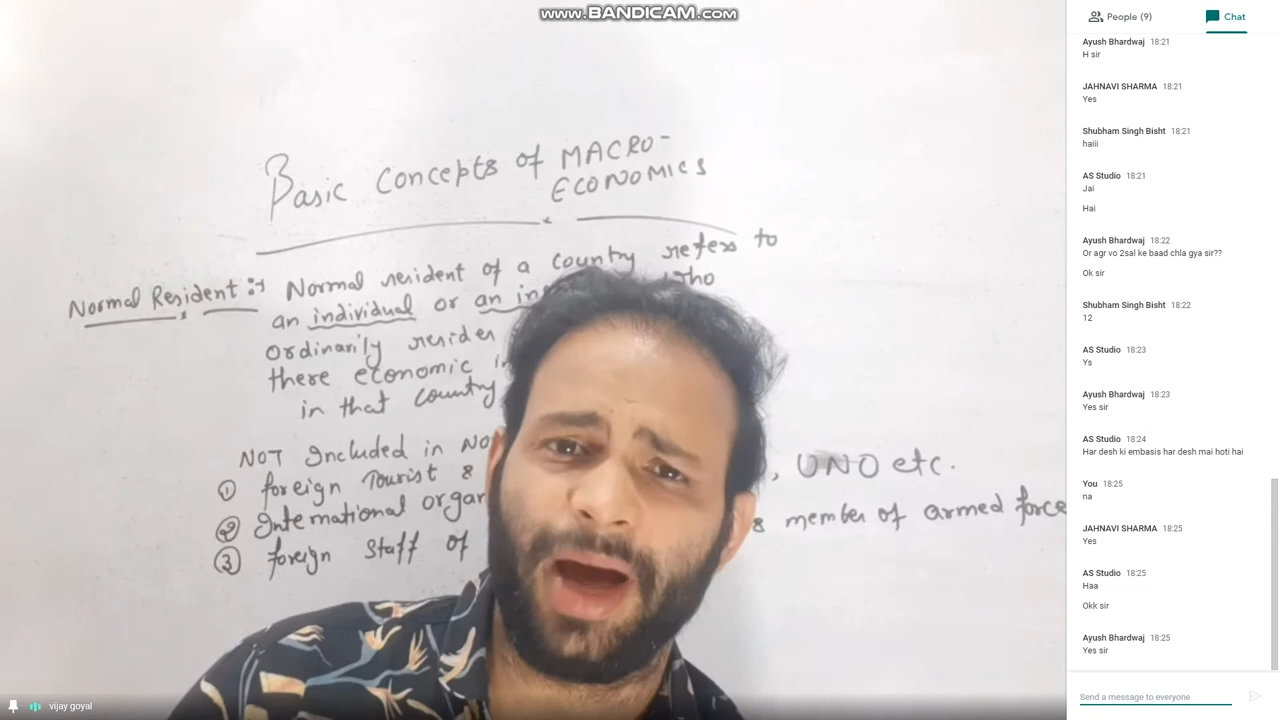 www.BANDICAM.com
Basic Concepts of MACRO-
ECONOMICS
Normal Resident :- Normal resident of a country refers to
an individual or an
ordinarily resides
there economic
in that country
NOT Included in
① foreign Tourist &
② International
③ foreign staff of
, UNO etc.
& member of armed force
vijay goyal
People (9)
Chat
Ayush Bhardwaj 18:21
H sir
JAHNAVI SHARMA 18:21
Yes
Shubham Singh Bisht 18:21
haiii
AS Studio 18:21
Jai
Hai
Ayush Bhardwaj 18:22
Or agr vo 2sal ke baad chla gya sir??
Ok sir
Shubham Singh Bisht 18:22
12
AS Studio 18:23
Ys
Ayush Bhardwaj 18:23
Yes sir
AS Studio 18:24
Har desh ki embasis har desh mai hoti hai
You 18:25
na
JAHNAVI SHARMA 18:25
Yes
AS Studio 18:25
Haa
Okk sir
Ayush Bhardwaj 18:25
Yes sir
Send a message to everyone